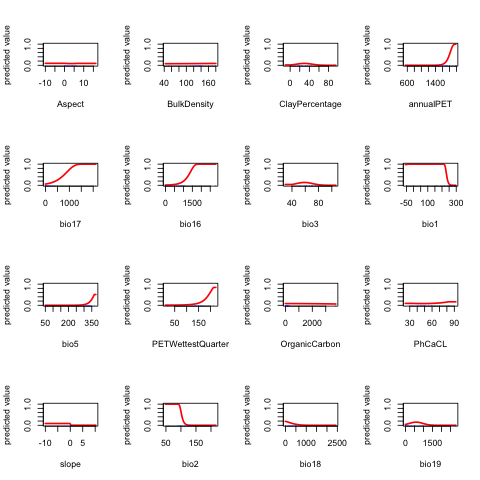 predicted value
0.0 1.0
-10 0 10
Aspect
predicted value
0.0 1.0
40 100 160
BulkDensity
predicted value
0.0 1.0
0 40 80
ClayPercentage
predicted value
0.0 1.0
600 1400
annualPET
predicted value
0.0 1.0
0 1000
bio17
predicted value
0.0 1.0
0 1500
bio16
predicted value
0.0 1.0
40 80
bio3
predicted value
0.0 1.0
-50 100 300
bio1
predicted value
0.0 1.0
50 200 350
bio5
predicted value
0.0 1.0
50 150
PETWettestQuarter
predicted value
0.0 1.0
0 2000
OrganicCarbon
predicted value
0.0 1.0
30 60 90
PhCaCL
predicted value
0.0 1.0
-10 0 5
slope
predicted value
0.0 1.0
50 150
bio2
predicted value
0.0 1.0
0 1000 2500
bio18
predicted value
0.0 1.0
0 1500
bio19